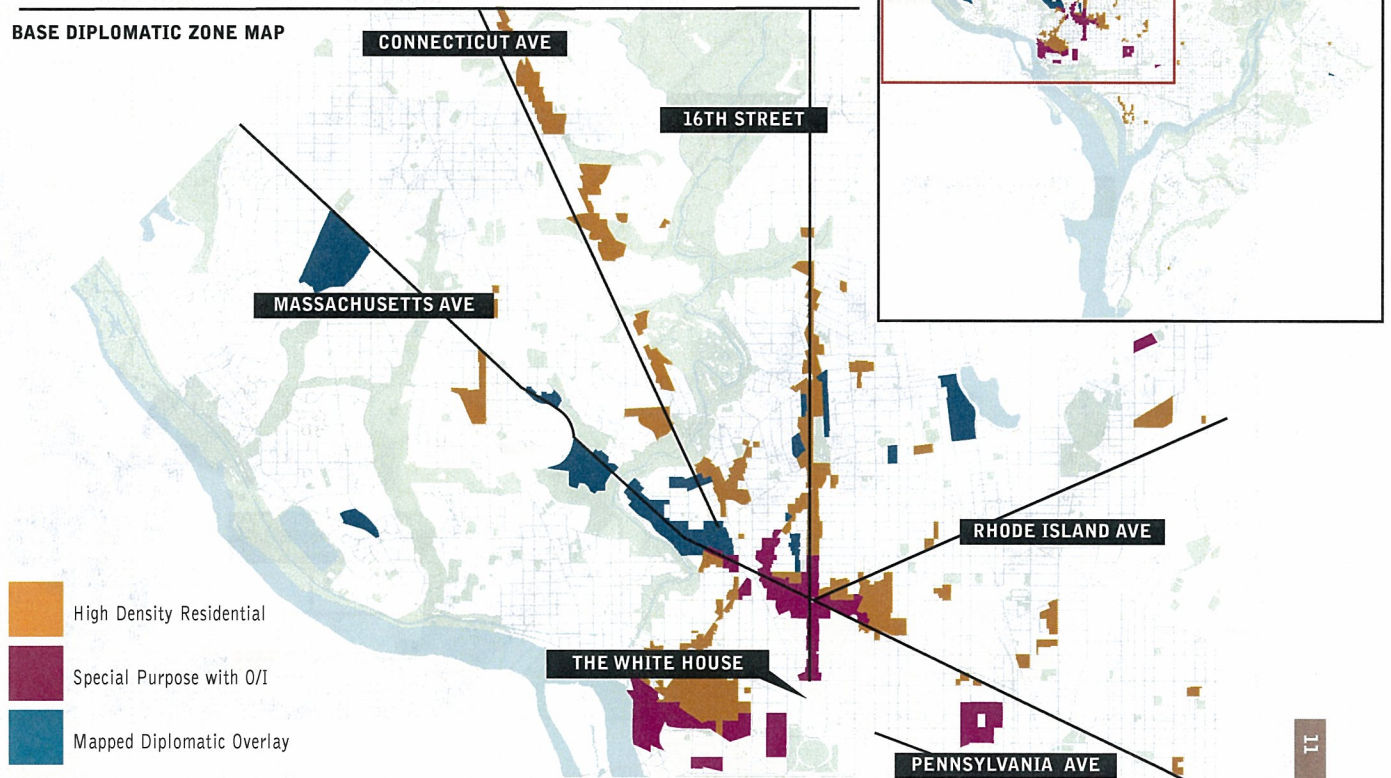 BASE DIPLOMATIC ZONE MAP
CONNECTICUT AVE
16TH STREET
MASSACHUSETTS AVE
RHODE ISLAND AVE
High Density Residential
THE WHITE HOUSE
Special Purpose with O/I
Mapped Diplomatic Overlay
11
PENNSYLVANIA AVE